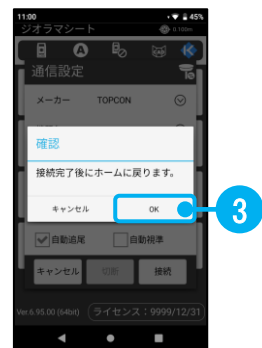 11:00 45%
ジオラマシート 0.100m
A K
通信設定
メーカー TOPCON
確認
接続完了後にホームに戻ります。
キャンセル OK
3
自動追尾 自動視準
キャンセル 切断 接続
Ver.6.95.00 (64bit) ライセンス：9999/12/31